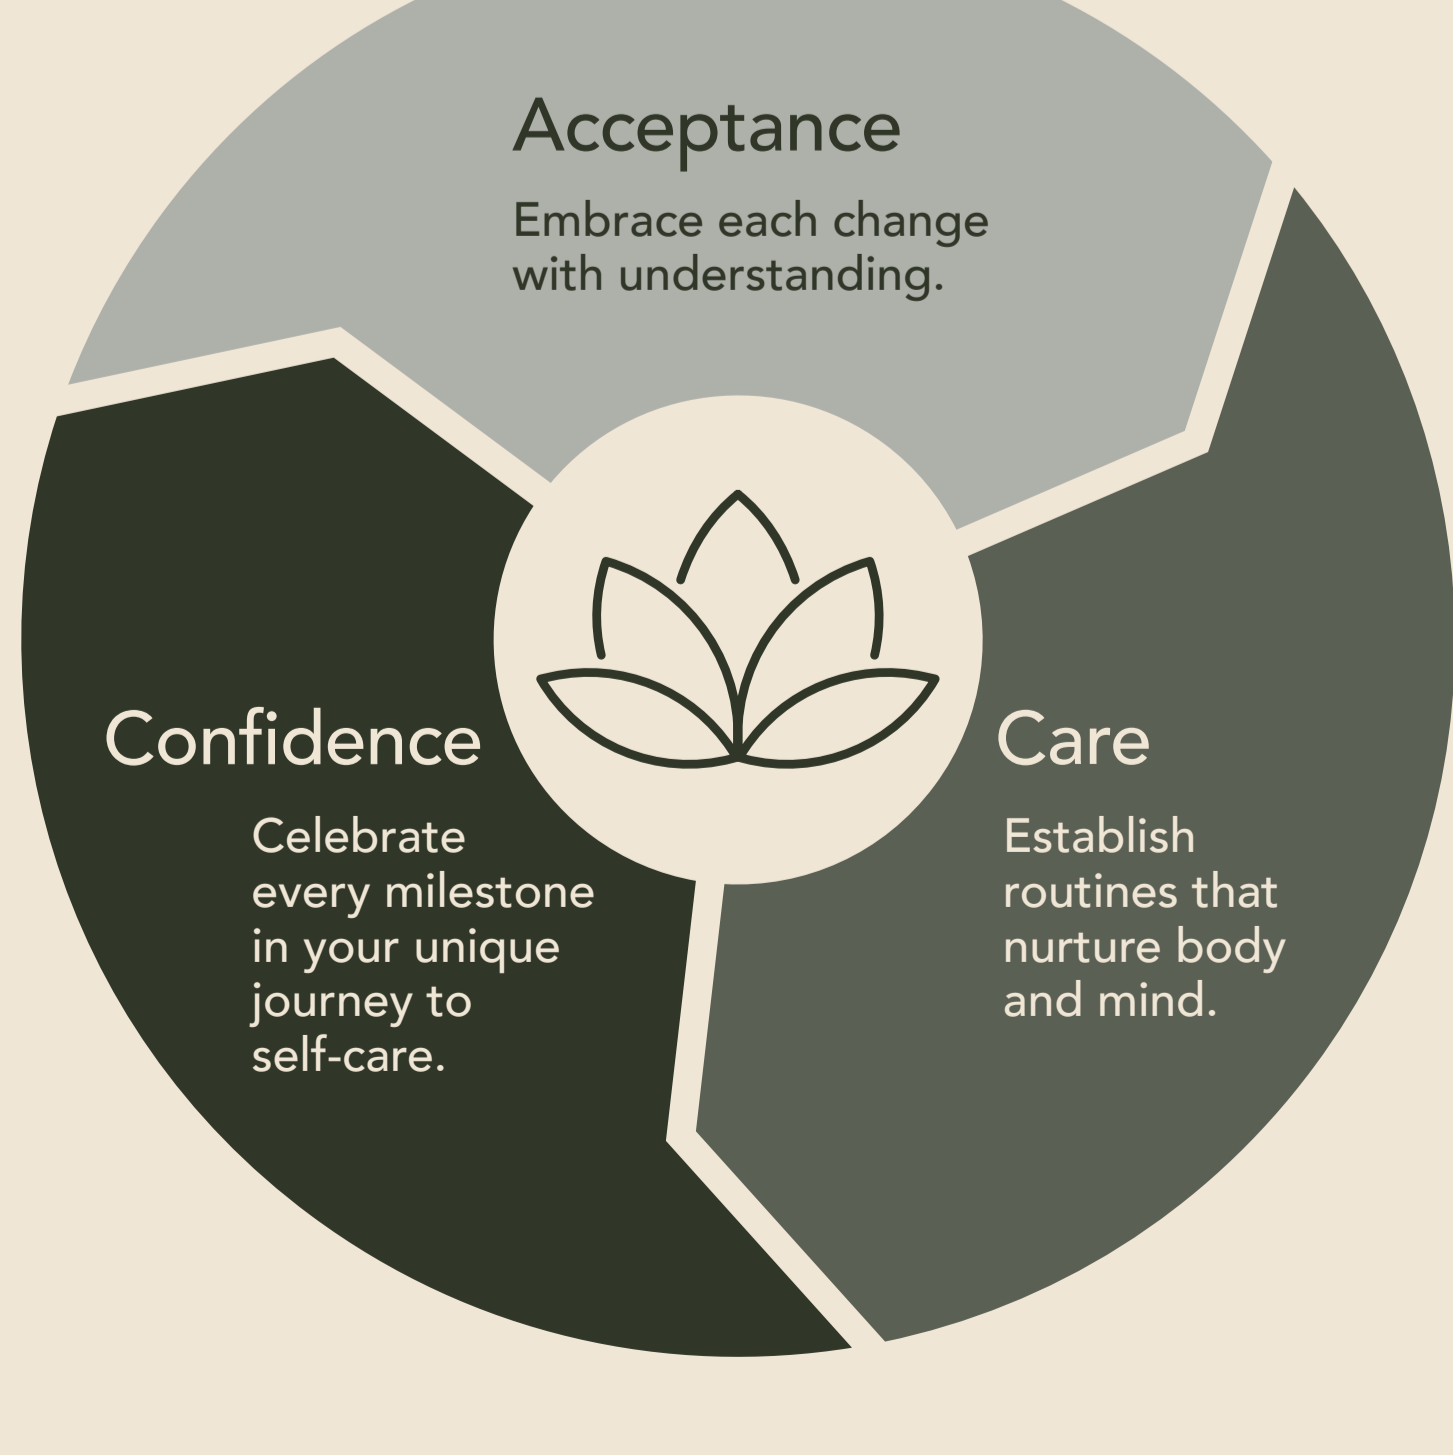 Acceptance
Embrace each change
with understanding.
Confidence
Celebrate
every milestone
in your unique
journey to
self-care.
Care
Establish
routines that
nurture body
and mind.